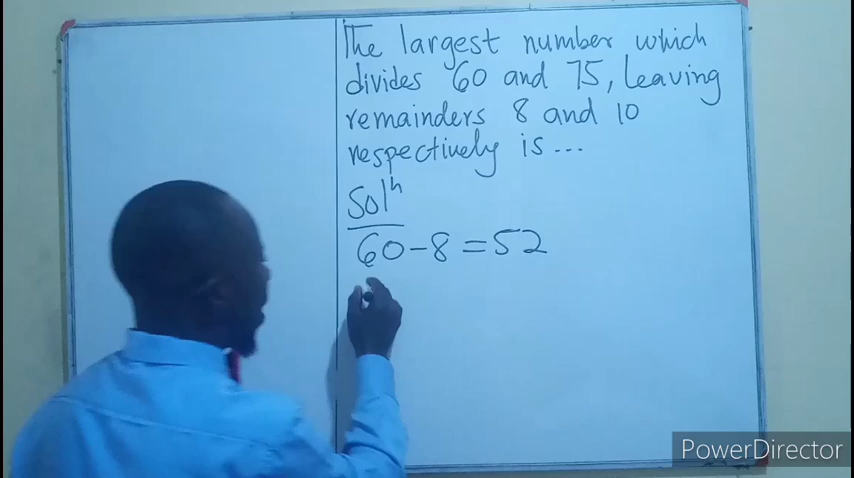 The largest number which
divides 60 and 75, leaving
remainders 8 and 10
respectively is ...
Solⁿ
60-8=52
PowerDirector